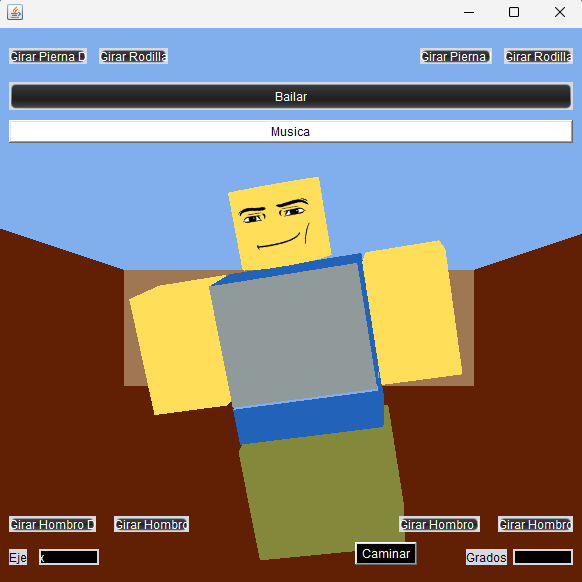 Girar Pierna D Girar Rodilla Girar Pierna Girar Rodilla
Bailar
Musica
Girar Hombro D Girar Hombro Girar Hombro Girar Hombro
Caminar
Eje x Grados